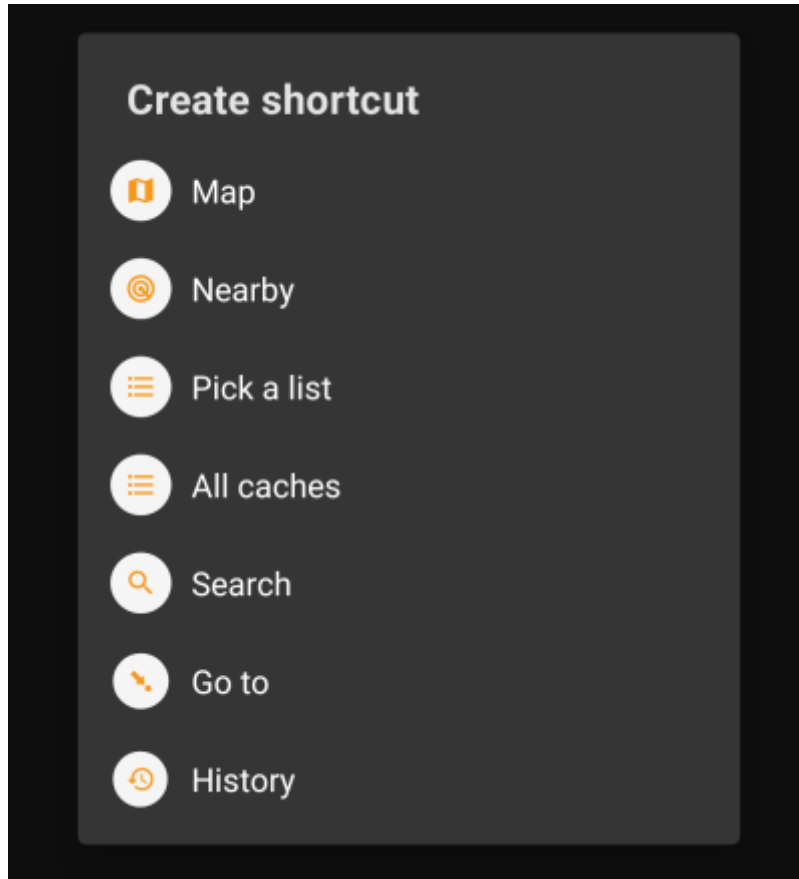 Create shortcut
Map
Nearby
Pick a list
All caches
Search
Go to
History